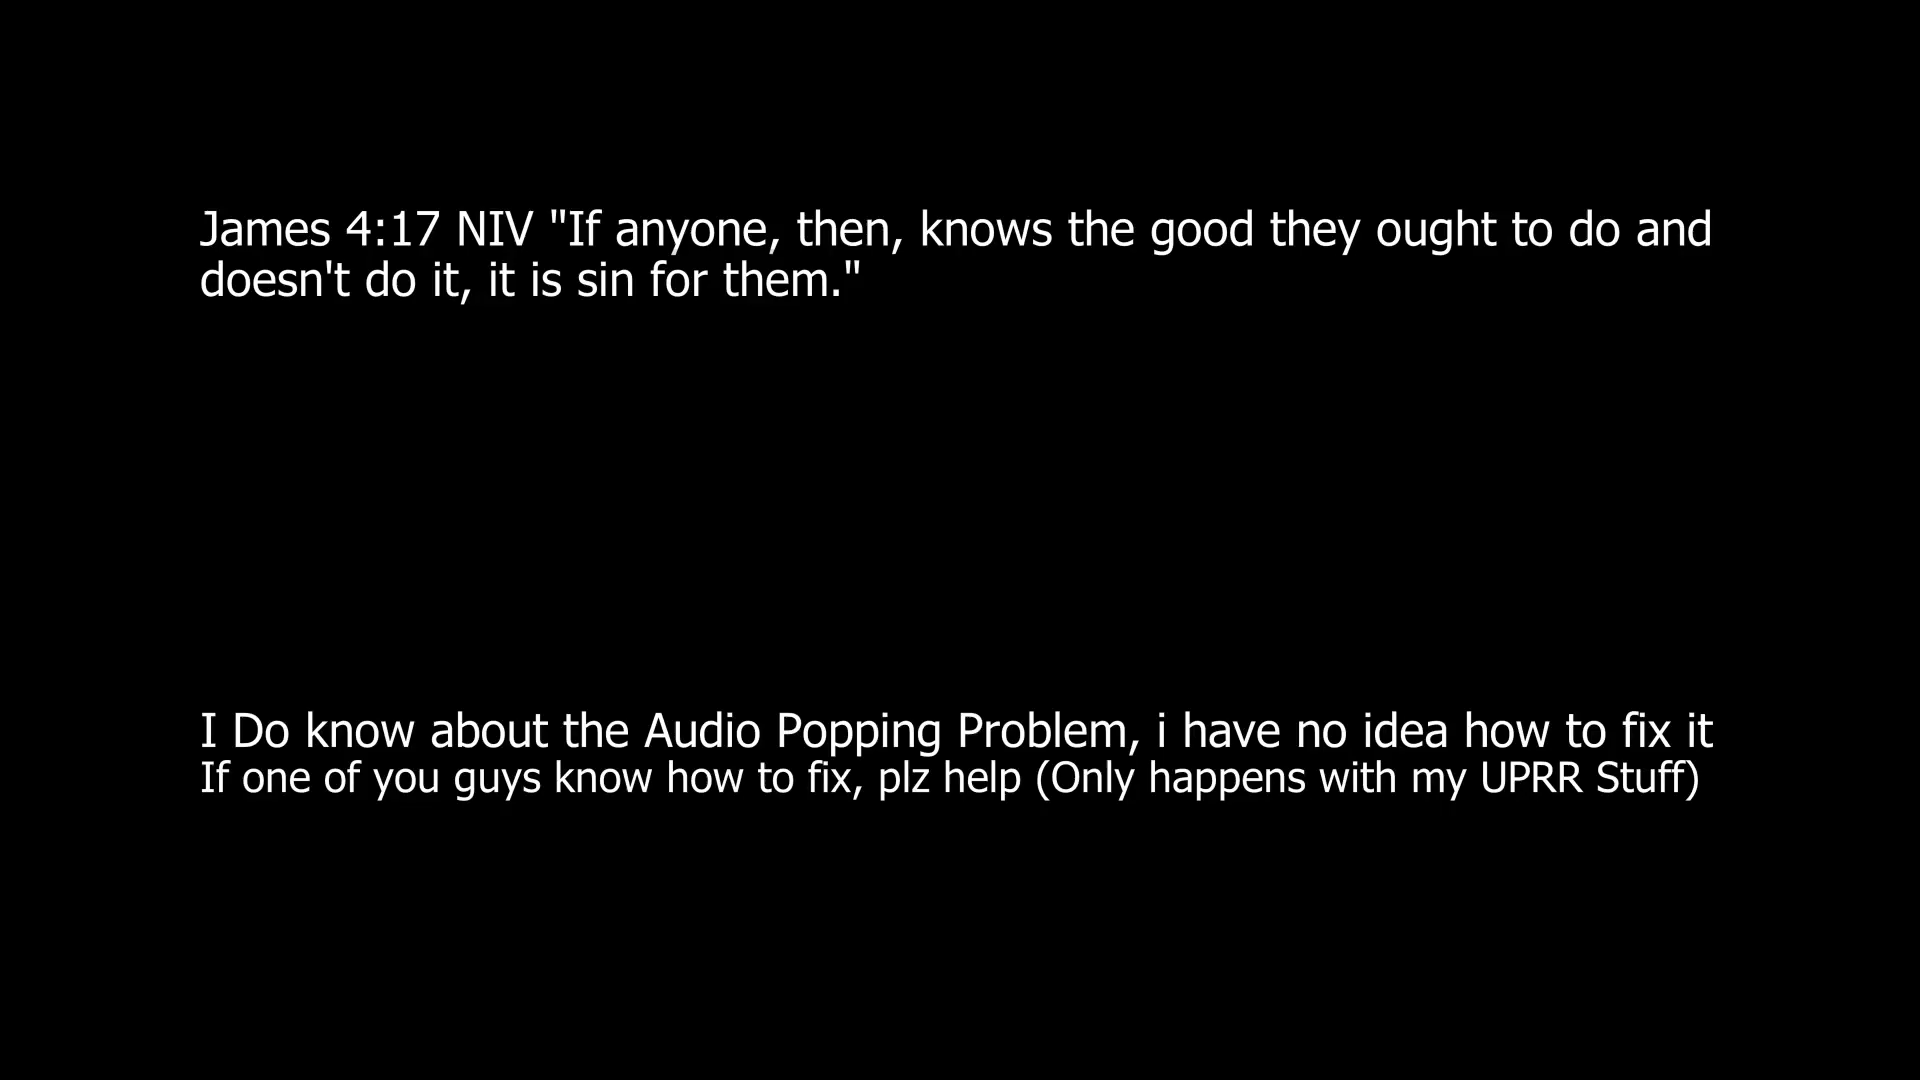 James 4:17 NIV "If anyone, then, knows the good they ought to do and
doesn't do it, it is sin for them."
I Do know about the Audio Popping Problem, i have no idea how to fix it
If one of you guys know how to fix, plz help (Only happens with my UPRR Stuff)